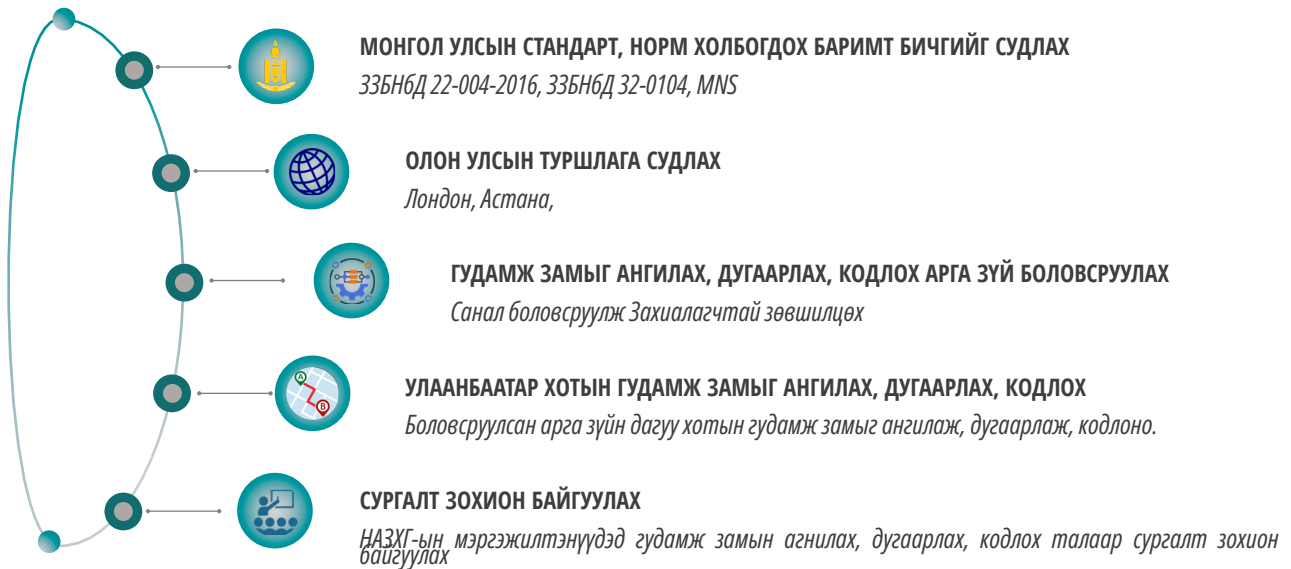 МОНГОЛ УЛСЫН СТАНДАРТ, НОРМ ХОЛБОГДОХ БАРИМТ БИЧГИЙГ СУДЛАХ
ЗЗБНбД 22-004-2016, ЗЗБНбД 32-0104, MNS
ОЛОН УЛСЫН ТУРШЛАГА СУДЛАХ
Лондон, Астана,
ГУДАМЖ ЗАМЫГ АНГИЛАХ, ДУГААРЛАХ, КОДЛОХ АРГА ЗҮЙ БОЛОВСРУУЛАХ
Санал боловсруулж Захиалагчтай зөвшилцөх
A
B
УЛААНБААТАР ХОТЫН ГУДАМЖ ЗАМЫГ АНГИЛАХ, ДУГААРЛАХ, КОДЛОХ
Боловсруулсан арга зүйн дагуу хотын гудамж замыг ангилаж, дугаарлаж, кодлоно.
СУРГАЛТ ЗОХИОН БАЙГУУЛАХ
НАЗХГ-ын мэргэжилтэнүүдэд гудамж замын агнилах, дугаарлах, кодлох талаар сургалт зохион
байгуулах